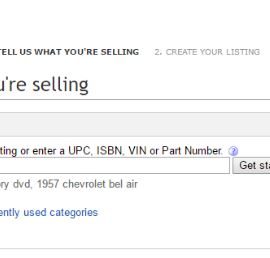 TELL US WHAT YOU'RE SELLING 2. CREATE YOUR LISTING
u're selling
ting or enter a UPC, ISBN, VIN or Part Number. ?
Get sta
ry dvd, 1957 chevrolet bel air
ently used categories